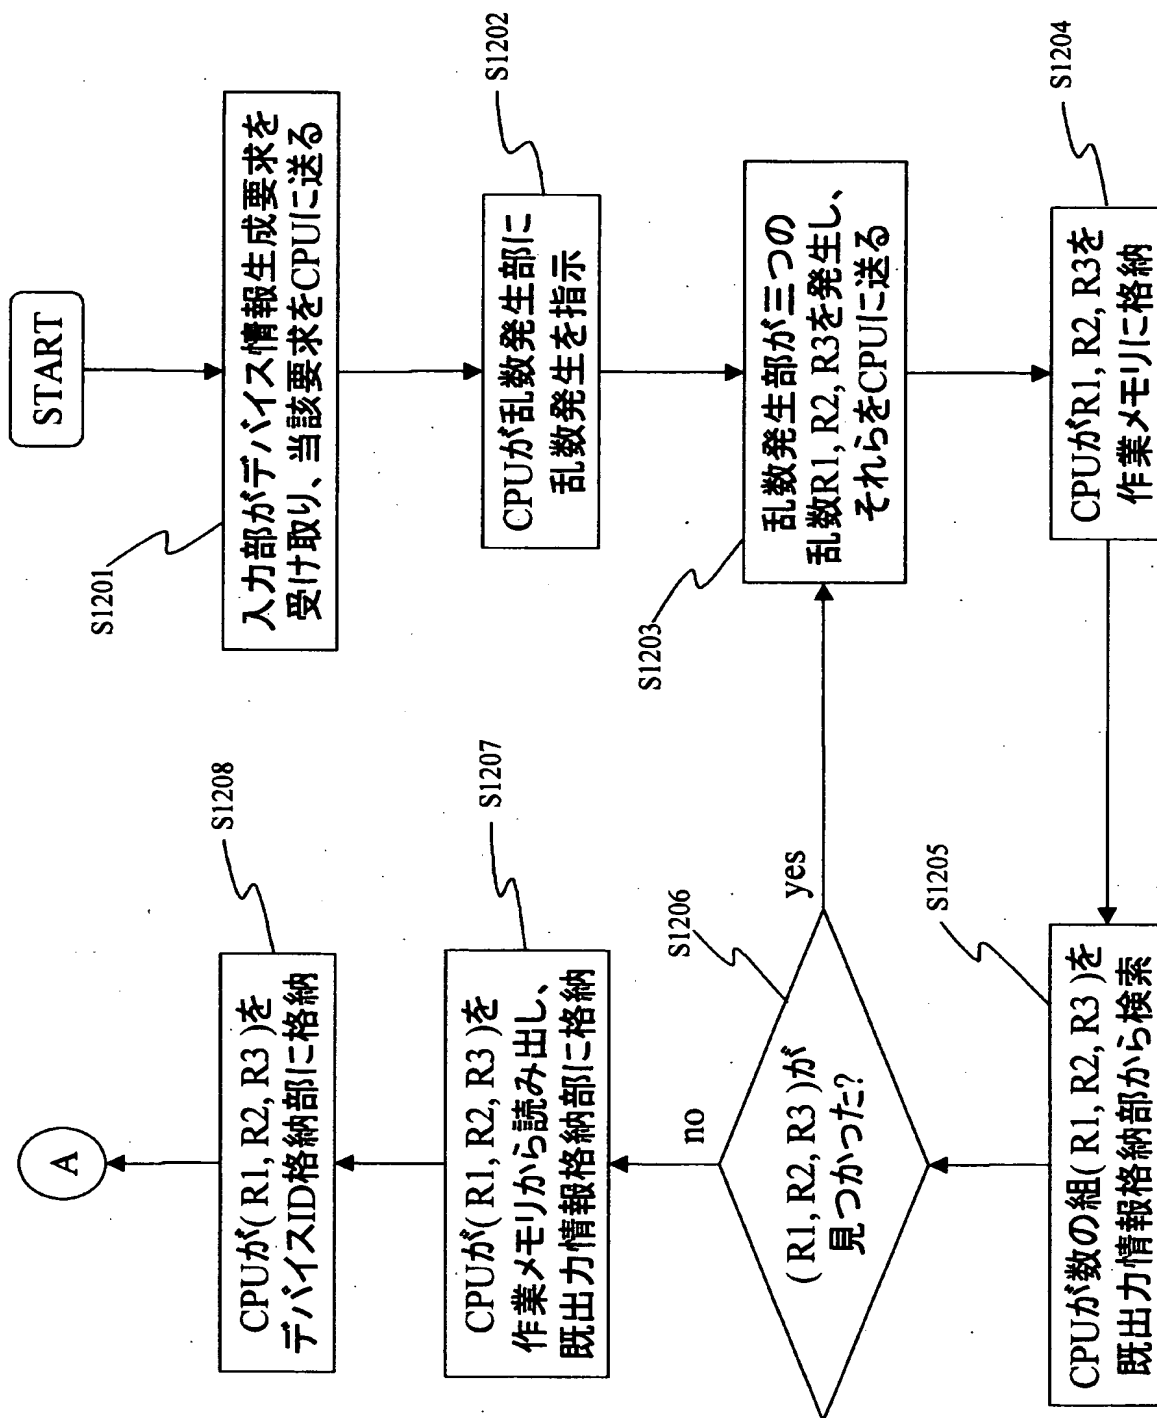 START
S1201
入力部がデバイス情報生成要求を
受け取り、当該要求をCPUに送る
S1202
CPUが乱数発生部に
乱数発生を指示
S1203
乱数発生部が三つの
乱数R1, R2, R3を発生し、
それらをCPUに送る
S1204
CPUがR1, R2, R3を
作業メモリに格納
S1205
CPUが数の組( R1, R2, R3 )を
既出力情報格納部から検索
S1206
( R1, R2, R3 )が
見つかった?
yes
no
S1207
CPUが( R1, R2, R3 )を
作業メモリから読み出し、
既出力情報格納部に格納
S1208
CPUが( R1, R2, R3 )を
デバイスID格納部に格納
A